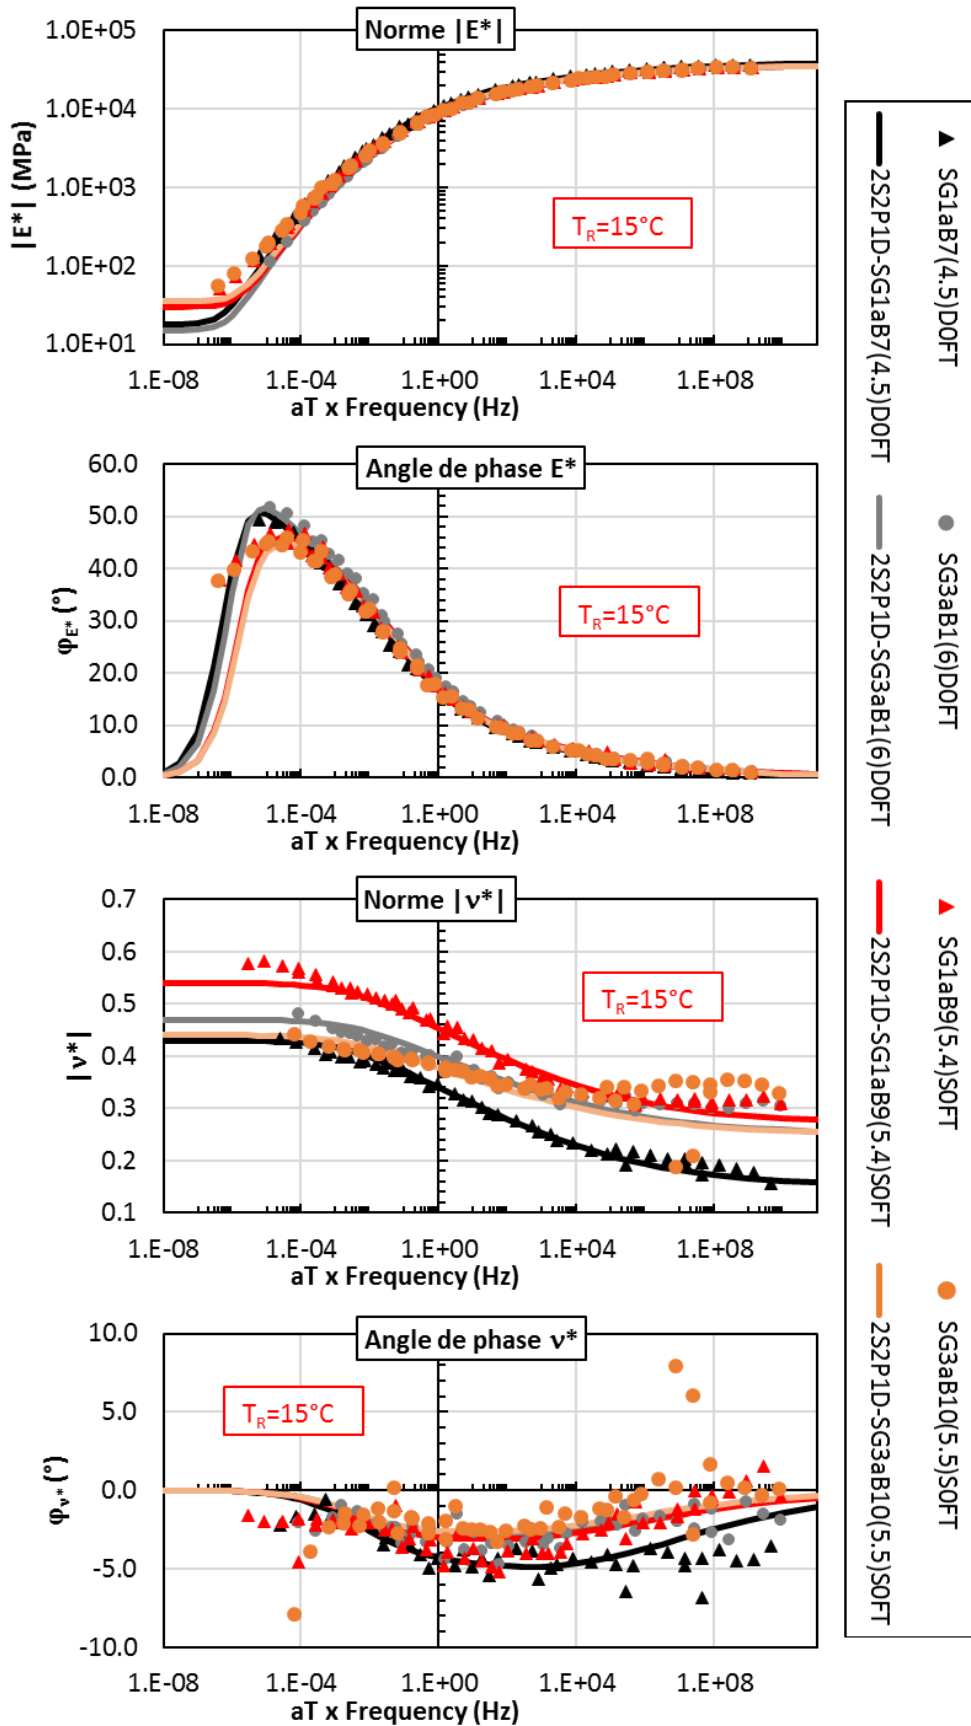 Norme |E*|
1.0E+05
1.0E+04
1.0E+03
1.0E+02
1.0E+01
|E*| (MPa)
TR=15°C
1.E-08 1.E-04 1.E+00 1.E+04 1.E+08
aT x Frequency (Hz)
Angle de phase E*
60.0
50.0
40.0
30.0
20.0
10.0
0.0
φE* (°)
TR=15°C
1.E-08 1.E-04 1.E+00 1.E+04 1.E+08
aT x Frequency (Hz)
Norme |ν*|
0.7
0.6
0.5
0.4
0.3
0.2
0.1
|ν*|
TR=15°C
1.E-08 1.E-04 1.E+00 1.E+04 1.E+08
aT x Frequency (Hz)
Angle de phase ν*
10.0
5.0
0.0
-5.0
-10.0
φν* (°)
TR=15°C
1.E-08 1.E-04 1.E+00 1.E+04 1.E+08
aT x Frequency (Hz)
SG1aB7(4.5)D0FT
SG3aB1(6)D0FT
SG1aB9(5.4)S0FT
SG3aB10(5.5)S0FT
2S2P1D-SG1aB7(4.5)D0FT
2S2P1D-SG3aB1(6)D0FT
2S2P1D-SG1aB9(5.4)S0FT
2S2P1D-SG3aB10(5.5)S0FT